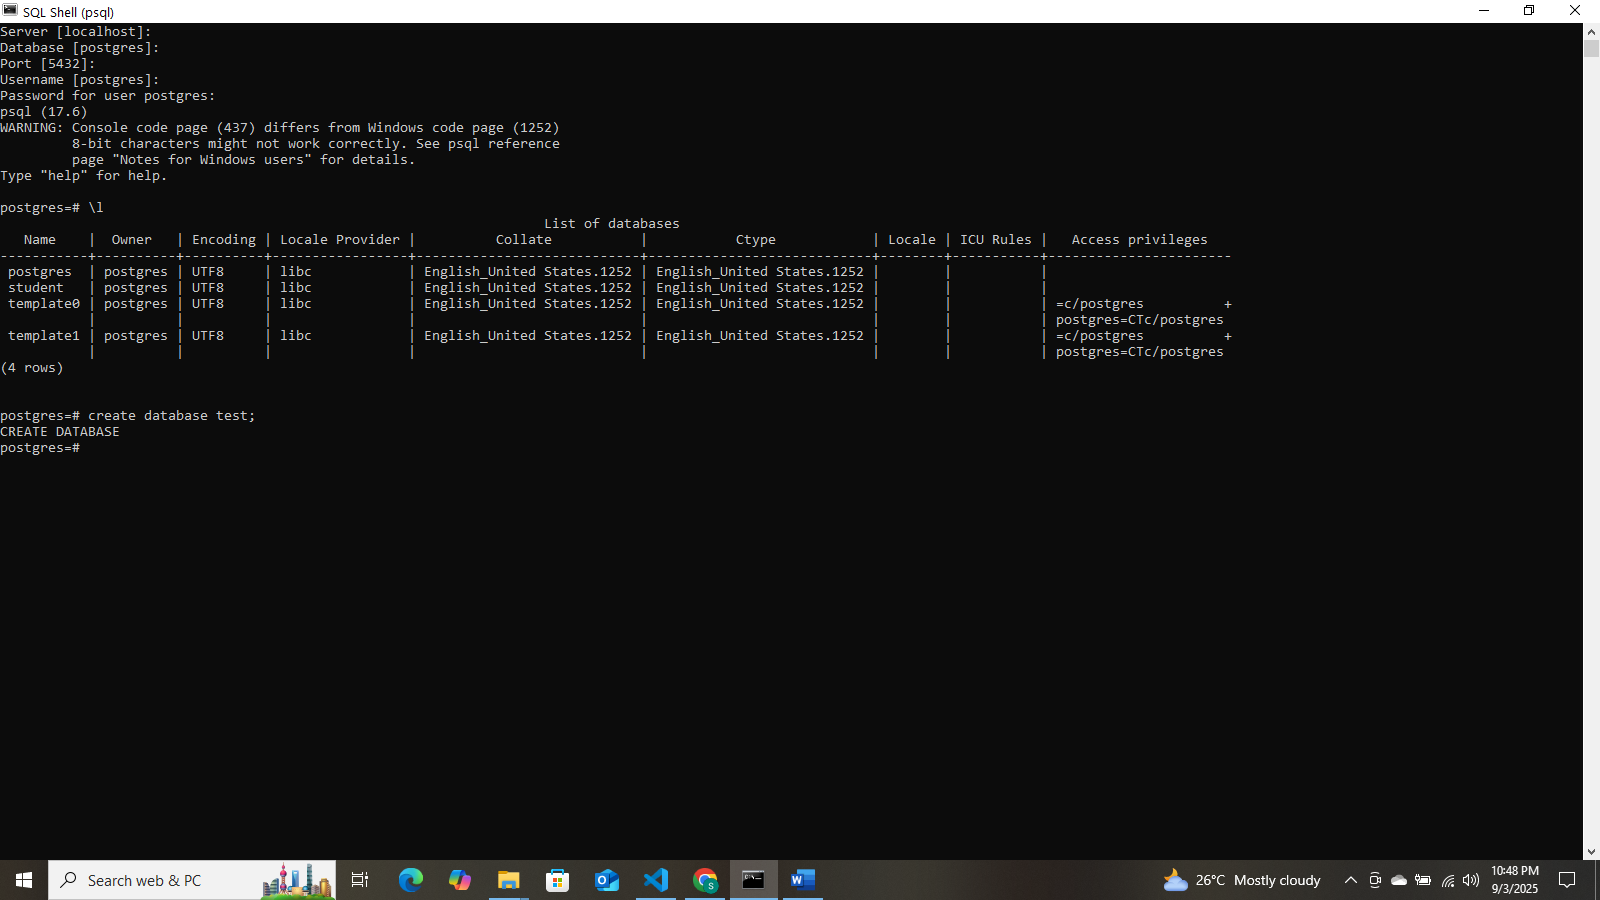 SQL Shell (psql)
Server [localhost]:
Database [postgres]:
Port [5432]:
Username [postgres]:
Password for user postgres:
psql (17.6)
WARNING: Console code page (437) differs from Windows code page (1252)
         8-bit characters might not work correctly. See psql reference
         page "Notes for Windows users" for details.
Type "help" for help.

postgres=# \l
                                                                    List of databases
   Name    |  Owner   | Encoding | Locale Provider |          Collate           |           Ctype            | Locale | ICU Rules |   Access privileges
-----------+----------+----------+-----------------+----------------------------+----------------------------+--------+-----------+-----------------------
 postgres  | postgres | UTF8     | libc            | English_United States.1252 | English_United States.1252 |        |           |
 student   | postgres | UTF8     | libc            | English_United States.1252 | English_United States.1252 |        |           |
 template0 | postgres | UTF8     | libc            | English_United States.1252 | English_United States.1252 |        |           | =c/postgres          +
           |          |          |                 |                            |                            |        |           | postgres=CTc/postgres
 template1 | postgres | UTF8     | libc            | English_United States.1252 | English_United States.1252 |        |           | =c/postgres          +
           |          |          |                 |                            |                            |        |           | postgres=CTc/postgres
(4 rows)

postgres=# create database test;
CREATE DATABASE
postgres=#
Search web & PC
26°C Mostly cloudy
10:48 PM
9/3/2025